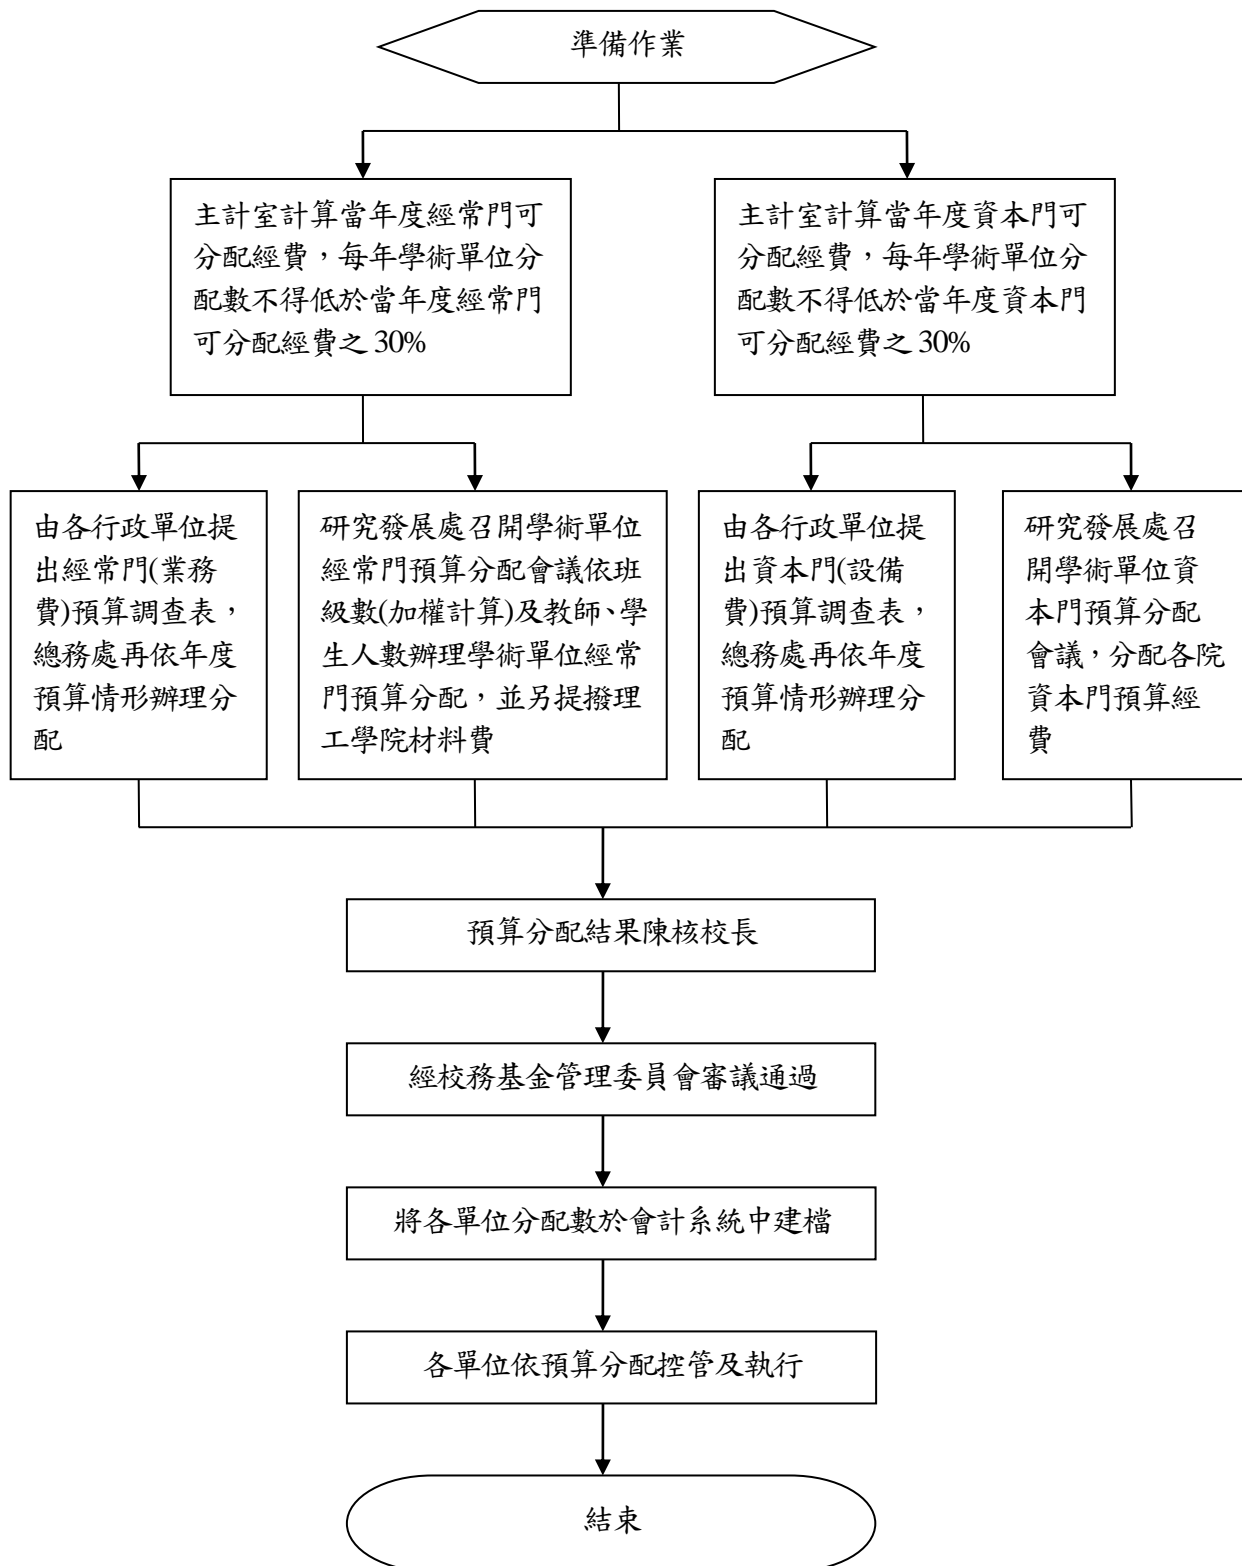 準備作業
主計室計算當年度經常門可
分配經費，每年學術單位分
配數不得低於當年度經常門
可分配經費之 30%
主計室計算當年度資本門可
分配經費，每年學術單位分
配數不得低於當年度資本門
可分配經費之 30%
由各行政單位提
出經常門(業務
費)預算調查表，
總務處再依年度
預算情形辦理分
配
研究發展處召開學術單位
經常門預算分配會議依班
級數(加權計算)及教師、學
生人數辦理學術單位經常
門預算分配，並另提撥理
工學院材料費
由各行政單位提
出資本門(設備
費)預算調查表，
總務處再依年度
預算情形辦理分
配
研究發展處召
開學術單位資
本門預算分配
會議，分配各院
資本門預算經
費
預算分配結果陳核校長
經校務基金管理委員會審議通過
將各單位分配數於會計系統中建檔
各單位依預算分配控管及執行
結束